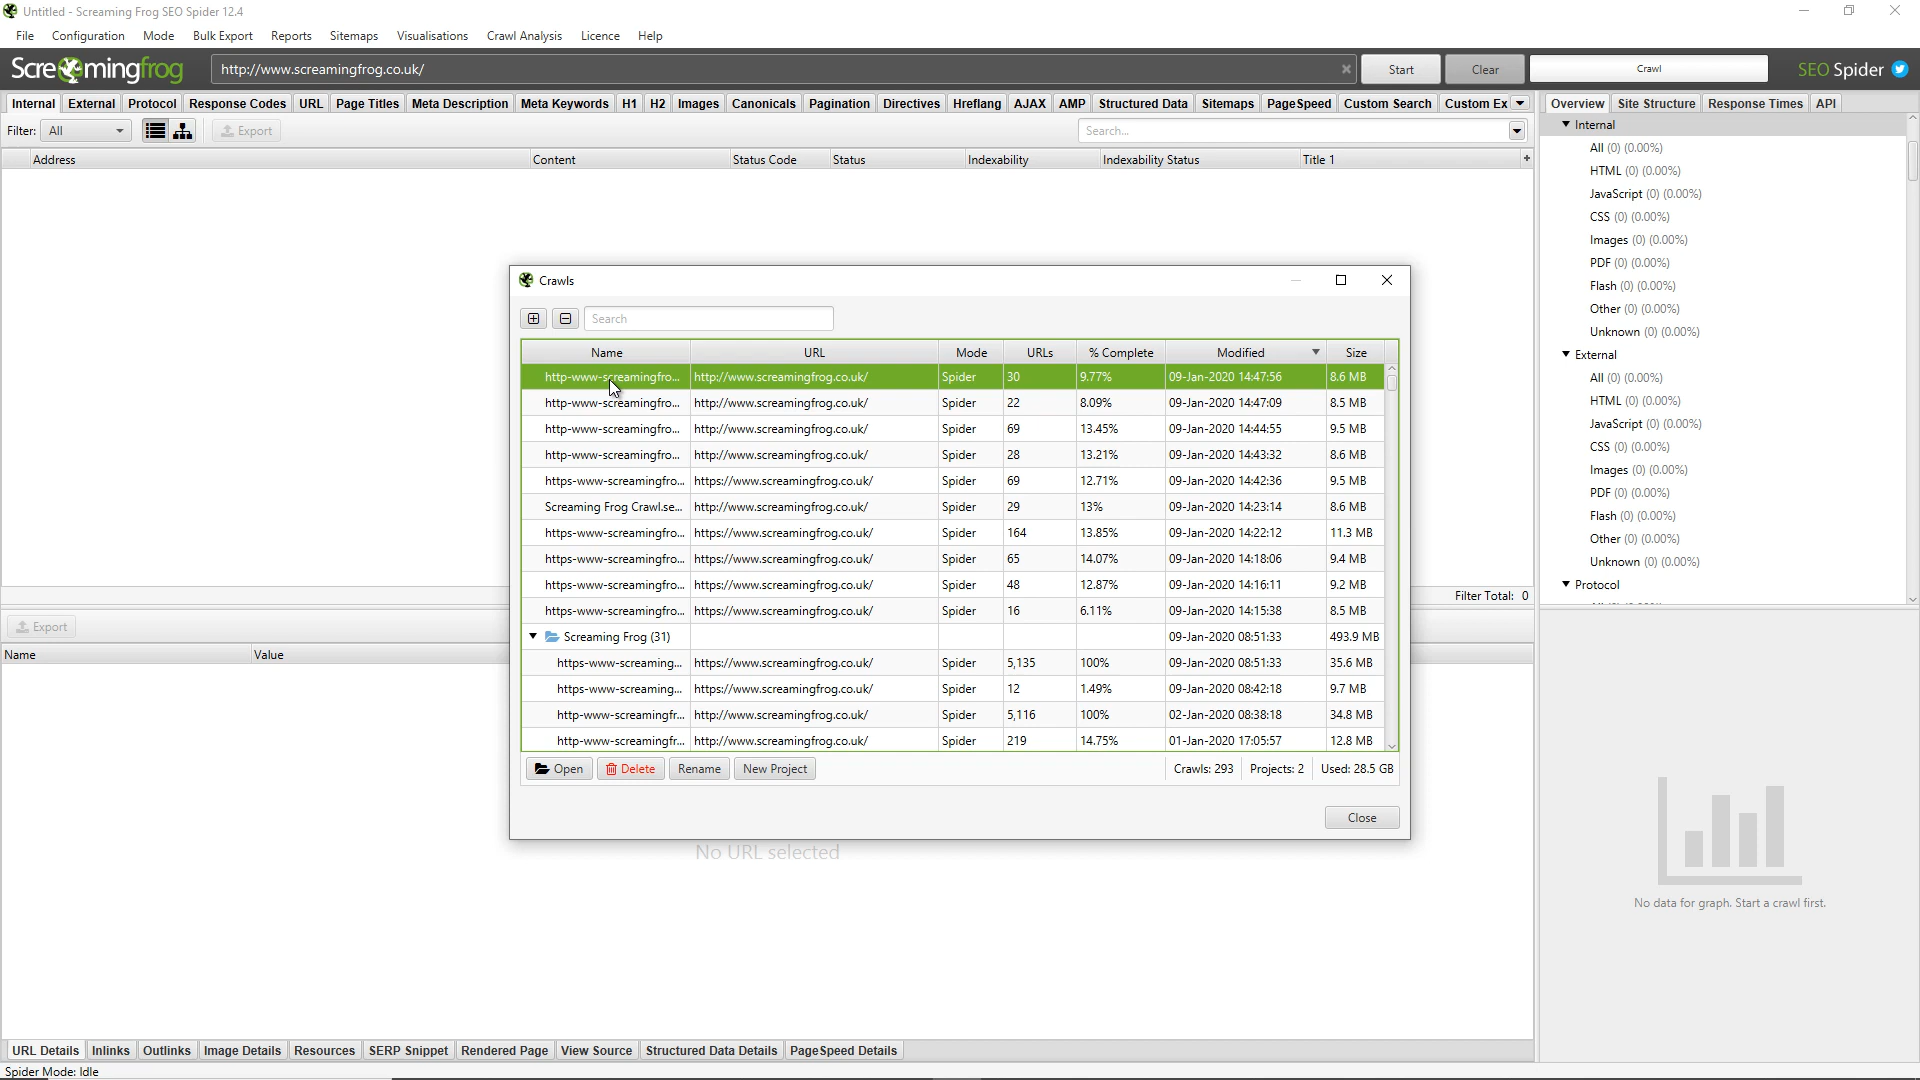 Untitled - Screaming Frog SEO Spider 12.4
File Configuration Mode Bulk Export Reports Sitemaps Visualisations Crawl Analysis Licence Help
Screamingfrog http://www.screamingfrog.co.uk/ Start Clear Crawl SEO Spider
Internal External Protocol Response Codes URL Page Titles Meta Description Meta Keywords H1 H2 Images Canonicals Pagination Directives Hreflang AJAX AMP Structured Data Sitemaps PageSpeed Custom Search Custom Ex
Filter: All Export Search...
Address Content Status Code Status Indexability Indexability Status Title 1 +
Filter Total: 0
Export
Name Value
No URL selected
URL Details Inlinks Outlinks Image Details Resources SERP Snippet Rendered Page View Source Structured Data Details PageSpeed Details
Spider Mode: Idle
Crawls
Search
Name URL Mode URLs % Complete Modified Size
http-www-screamingfro... http://www.screamingfrog.co.uk/ Spider 30 9.77% 09-Jan-2020 14:47:56 8.6 MB
http-www-screamingfro... http://www.screamingfrog.co.uk/ Spider 22 8.09% 09-Jan-2020 14:47:09 8.5 MB
http-www-screamingfro... http://www.screamingfrog.co.uk/ Spider 69 13.45% 09-Jan-2020 14:44:55 9.5 MB
http-www-screamingfro... http://www.screamingfrog.co.uk/ Spider 28 13.21% 09-Jan-2020 14:43:32 8.6 MB
https-www-screamingfro... https://www.screamingfrog.co.uk/ Spider 69 12.71% 09-Jan-2020 14:42:36 9.5 MB
Screaming Frog Crawl.se... http://www.screamingfrog.co.uk/ Spider 29 13% 09-Jan-2020 14:23:14 8.6 MB
https-www-screamingfro... https://www.screamingfrog.co.uk/ Spider 164 13.85% 09-Jan-2020 14:22:12 11.3 MB
https-www-screamingfro... https://www.screamingfrog.co.uk/ Spider 65 14.07% 09-Jan-2020 14:18:06 9.4 MB
https-www-screamingfro... https://www.screamingfrog.co.uk/ Spider 48 12.87% 09-Jan-2020 14:16:11 9.2 MB
https-www-screamingfro... https://www.screamingfrog.co.uk/ Spider 16 6.11% 09-Jan-2020 14:15:38 8.5 MB
Screaming Frog (31) 09-Jan-2020 08:51:33 493.9 MB
https-www-screaming... https://www.screamingfrog.co.uk/ Spider 5,135 100% 09-Jan-2020 08:51:33 35.6 MB
https-www-screaming... https://www.screamingfrog.co.uk/ Spider 12 1.49% 09-Jan-2020 08:42:18 9.7 MB
http-www-screamingfr... http://www.screamingfrog.co.uk/ Spider 5,116 100% 02-Jan-2020 08:38:18 34.8 MB
http-www-screamingfr... http://www.screamingfrog.co.uk/ Spider 219 14.75% 01-Jan-2020 17:05:57 12.8 MB
Open Delete Rename New Project Crawls: 293 Projects: 2 Used: 28.5 GB
Close
Overview Site Structure Response Times API
Internal
All (0) (0.00%)
HTML (0) (0.00%)
JavaScript (0) (0.00%)
CSS (0) (0.00%)
Images (0) (0.00%)
PDF (0) (0.00%)
Flash (0) (0.00%)
Other (0) (0.00%)
Unknown (0) (0.00%)
External
All (0) (0.00%)
HTML (0) (0.00%)
JavaScript (0) (0.00%)
CSS (0) (0.00%)
Images (0) (0.00%)
PDF (0) (0.00%)
Flash (0) (0.00%)
Other (0) (0.00%)
Unknown (0) (0.00%)
Protocol
No data for graph. Start a crawl first.